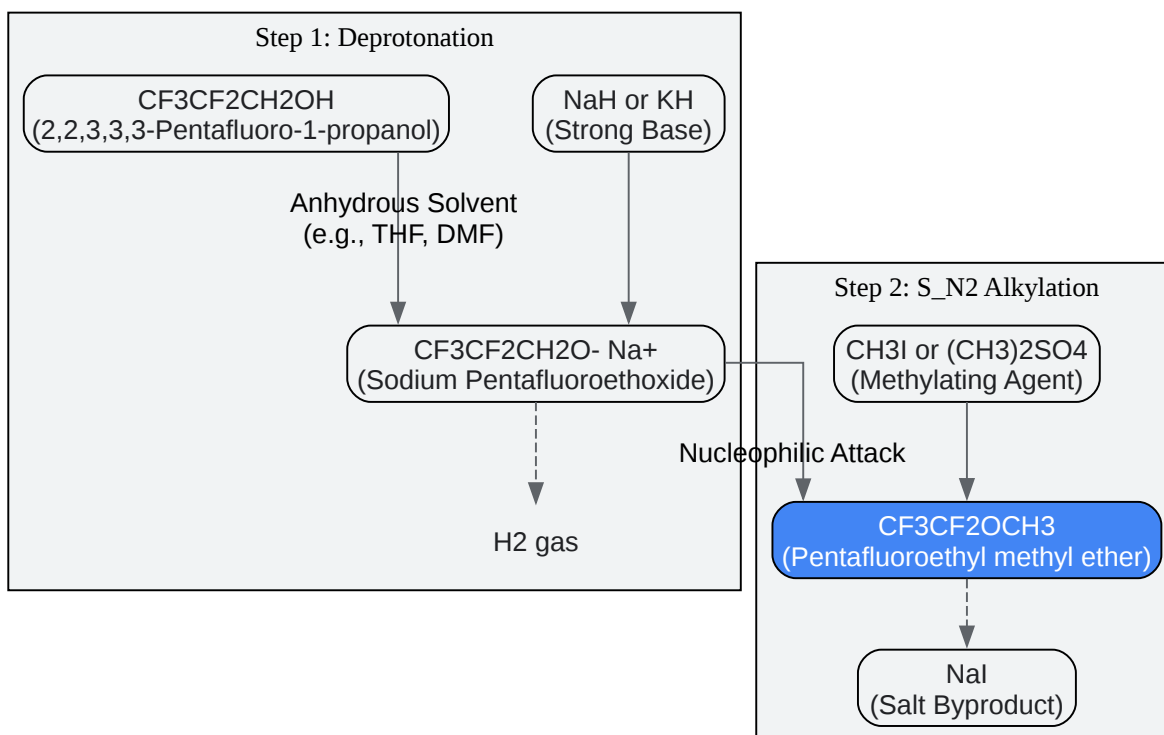 Step 1: Deprotonation
CF3CF2CH2OH
(2,2,3,3,3-Pentafluoro-1-propanol)
NaH or KH
(Strong Base)
Anhydrous Solvent
(e.g., THF, DMF)
CF3CF2CH2O- Na+
(Sodium Pentafluoroethoxide)
H2 gas
Step 2: S_N2 Alkylation
CH3I or (CH3)2SO4
(Methylating Agent)
Nucleophilic Attack
CF3CF2OCH3
(Pentafluoroethyl methyl ether)
NaI
(Salt Byproduct)